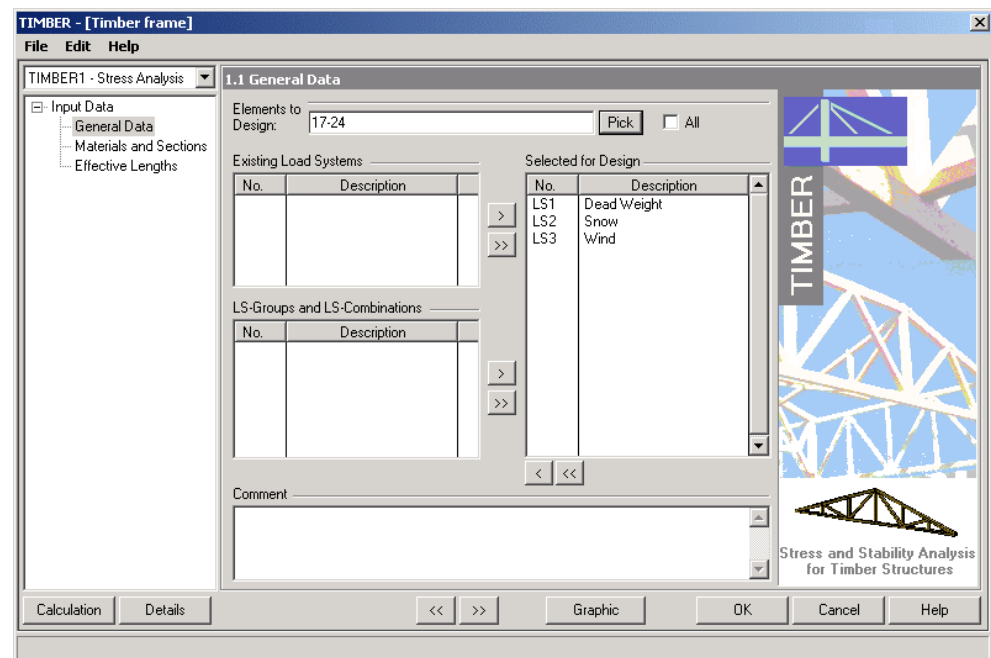 TIMBER - [Timber frame]
File Edit Help
TIMBER1 - Stress Analysis
1.1 General Data
Input Data
General Data
Materials and Sections
Effective Lengths
Elements to
Design:
17-24
Pick
All
Existing Load Systems
No. Description
>
>>
LS-Groups and LS-Combinations
No. Description
>
>>
Selected for Design
No. Description
LS1 Dead Weight
LS2 Snow
LS3 Wind
< <<
Comment
TIMBER
Stress and Stability Analysis
for Timber Structures
Calculation Details << >> Graphic OK Cancel Help